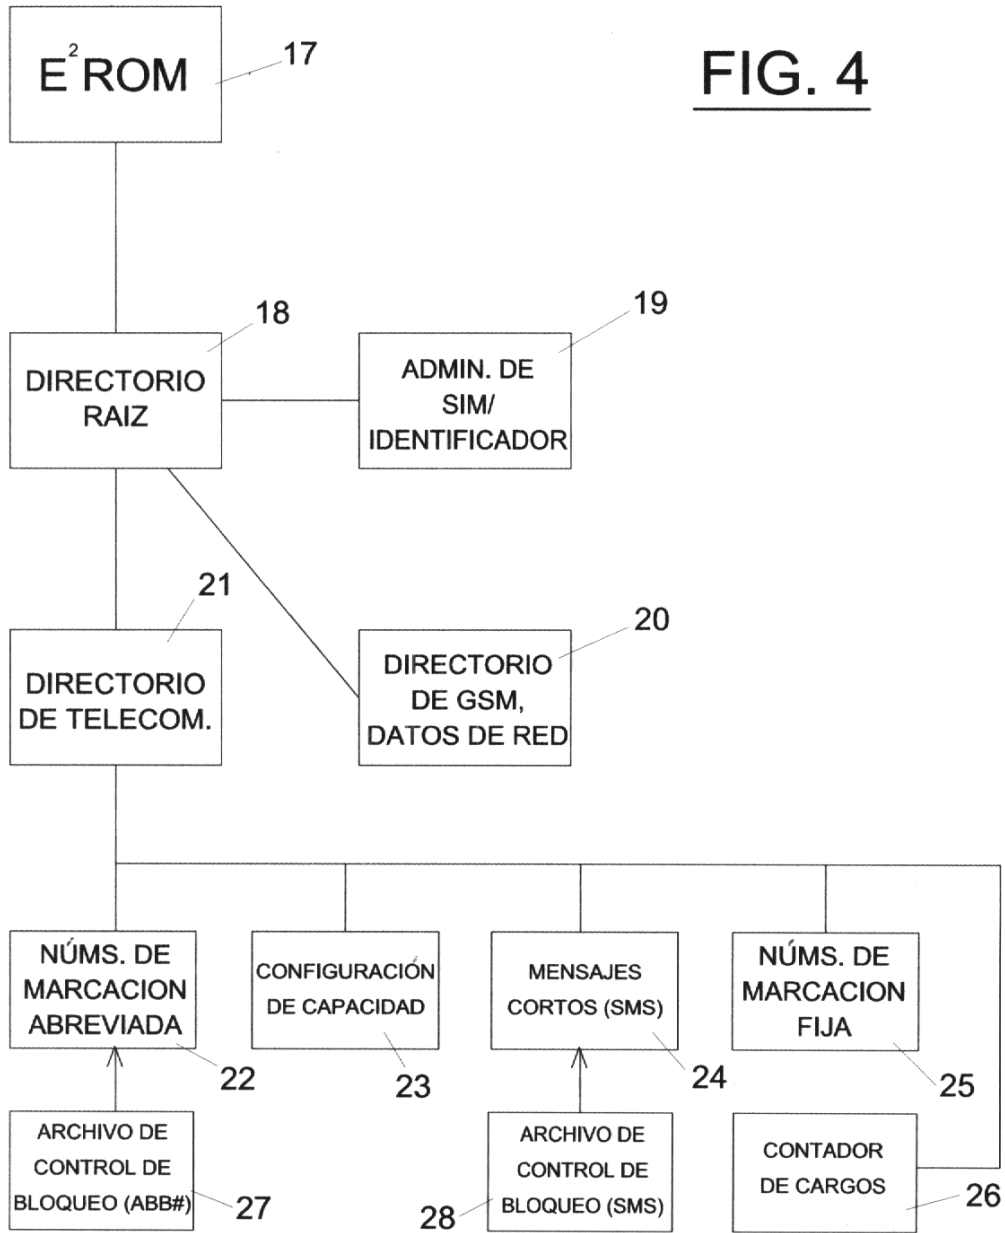 E²ROM
17
FIG. 4
18
DIRECTORIO
RAIZ
19
ADMIN. DE
SIM/
IDENTIFICADOR
21
DIRECTORIO
DE TELECOM.
20
DIRECTORIO
DE GSM,
DATOS DE RED
NÚMS. DE
MARCACION
ABREVIADA
22
CONFIGURACIÓN
DE CAPACIDAD
23
MENSAJES
CORTOS (SMS)
24
NÚMS. DE
MARCACION
FIJA
25
ARCHIVO DE
CONTROL DE
BLOQUEO (ABB#)
27
ARCHIVO DE
CONTROL DE
BLOQUEO (SMS)
28
CONTADOR
DE CARGOS
26